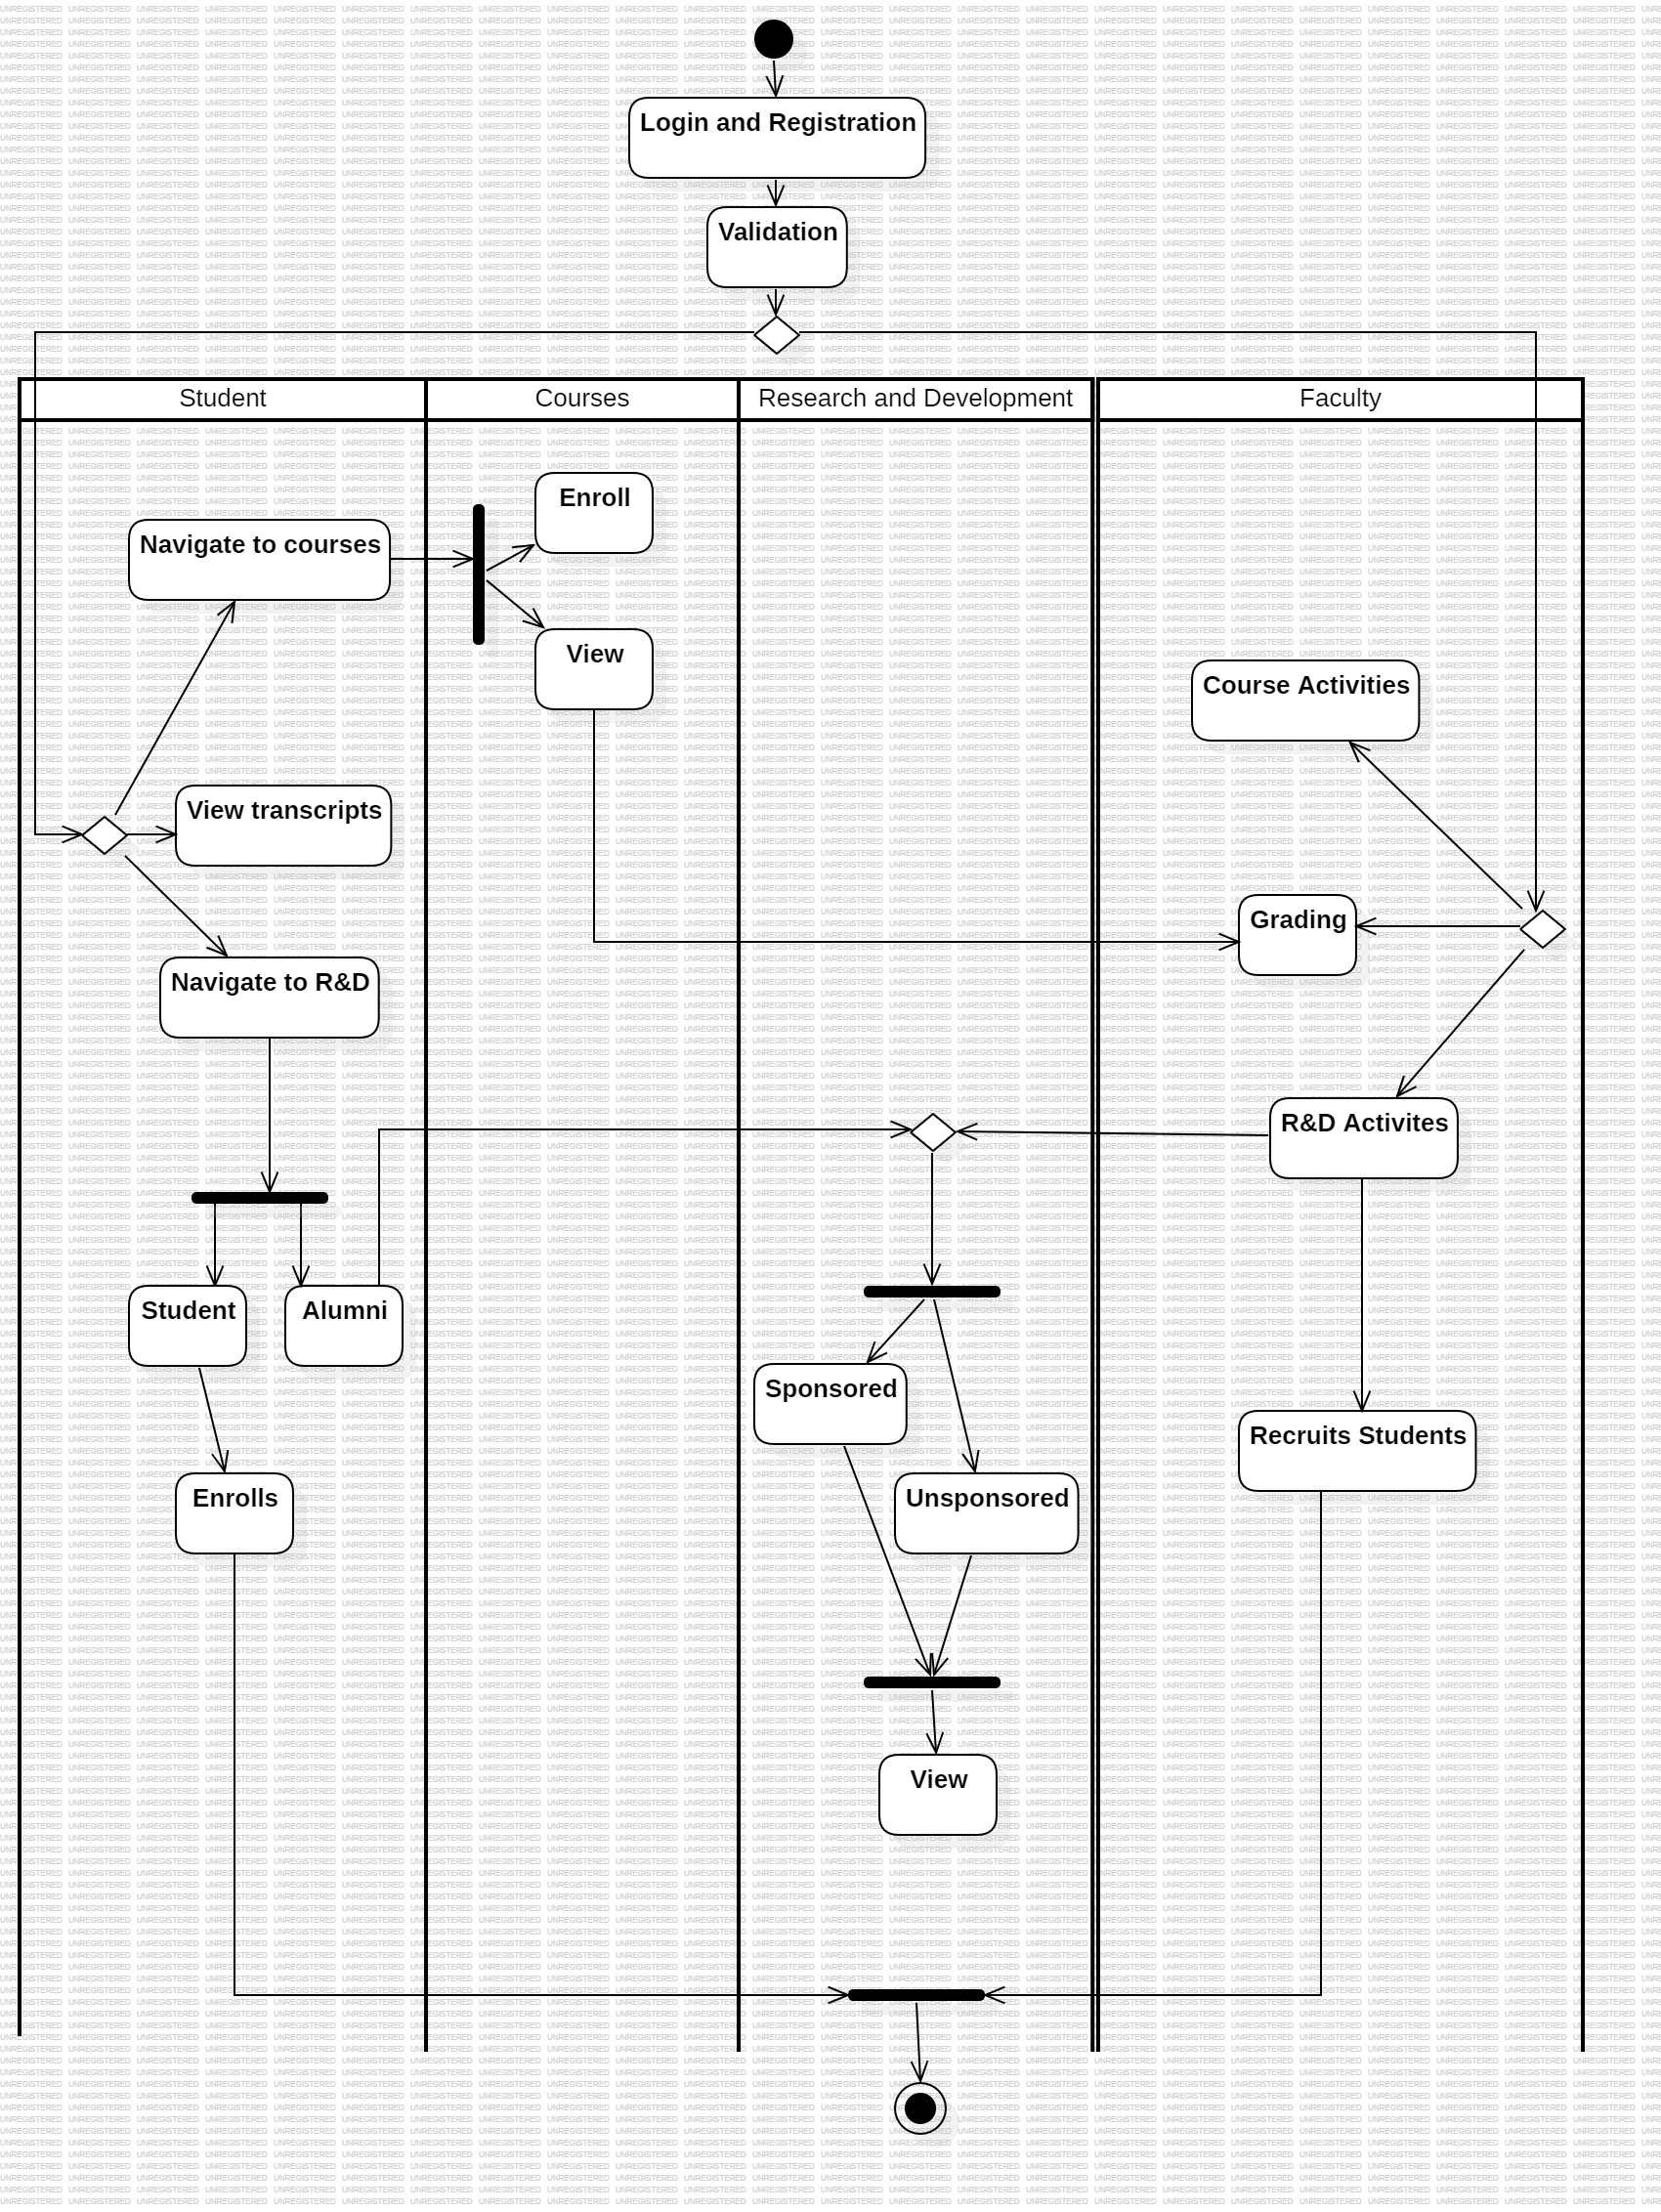 Login and Registration
Validation
Student
Courses
Research and Development
Faculty
Enroll
Navigate to courses
View
Course Activities
View transcripts
Grading
Navigate to R&D
R&D Activites
Student
Alumni
Sponsored
Recruits Students
Enrolls
Unsponsored
View
UNREGISTERED